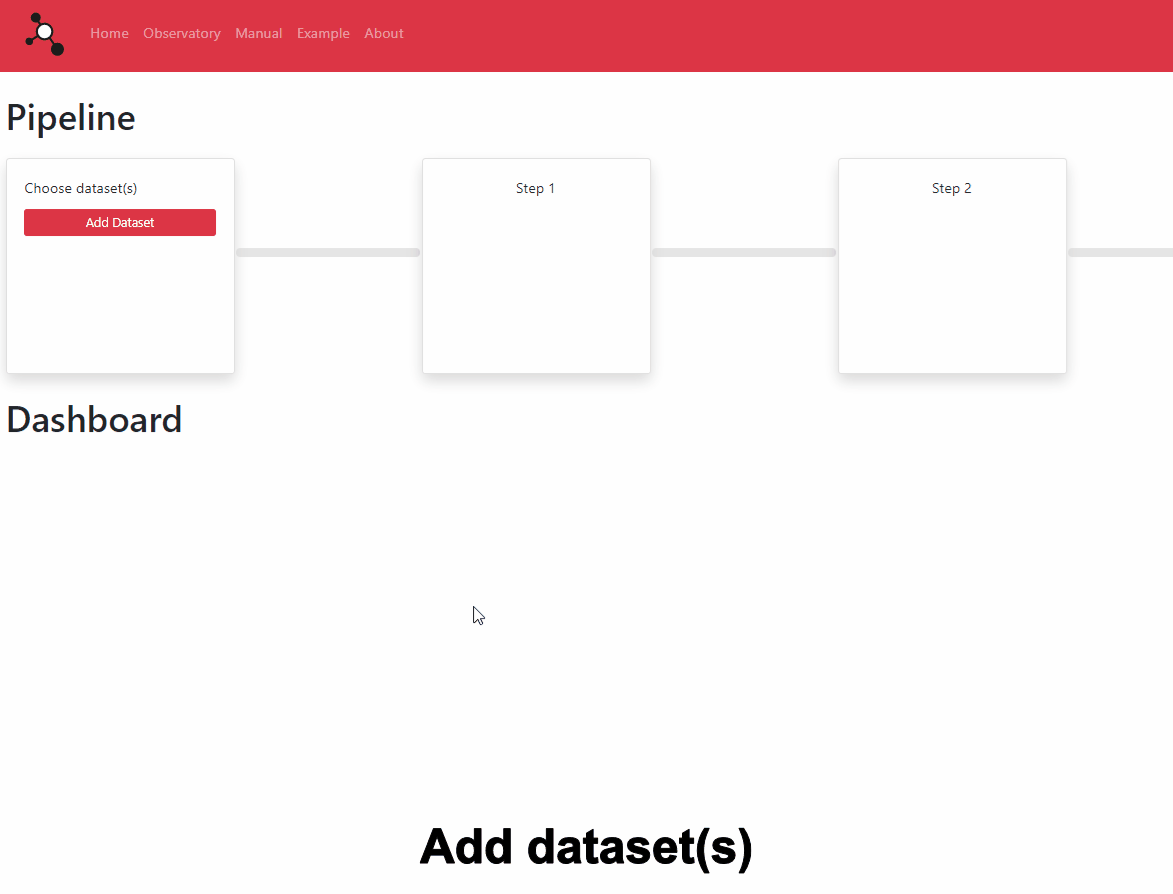 Home Observatory Manual Example About
Pipeline
Choose dataset(s)
Add Dataset
Step 1
Step 2
Dashboard
Add dataset(s)